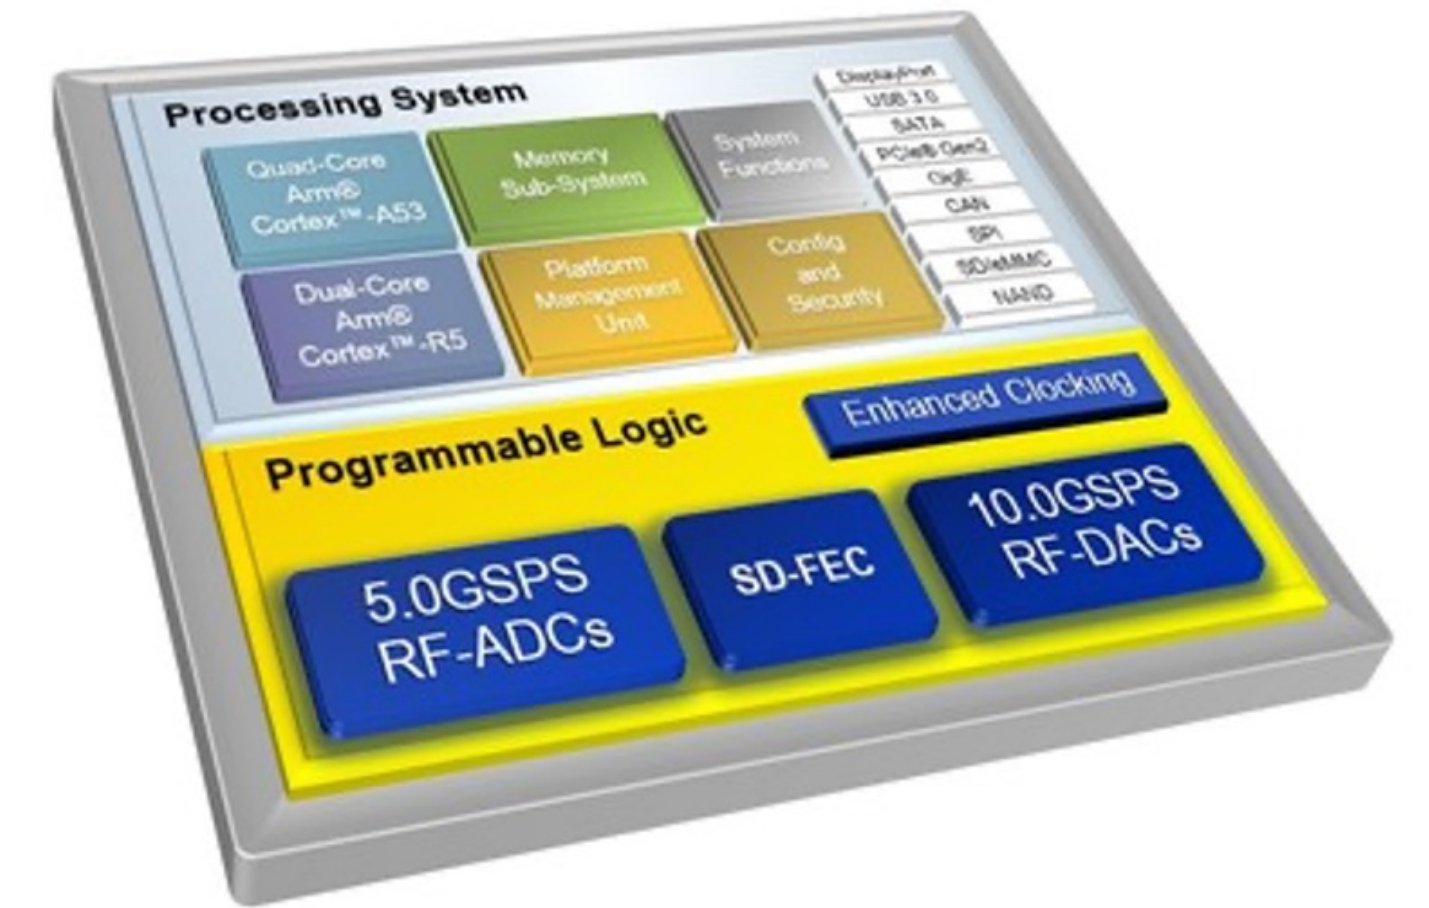 Processing System
Quad-Core
Arm®
Cortex™-A53
Memory
Sub-System
System
Functions
Dual-Core
Arm®
Cortex™-R5
Platform
Management
Unit
Config
and
Security
DisplayPort
USB 3.0
SATA
PCIe® Gen2
GigE
CAN
SPI
SD/eMMC
NAND
Programmable Logic
Enhanced Clocking
5.0GSPS
RF-ADCs
SD-FEC
10.0GSPS
RF-DACs